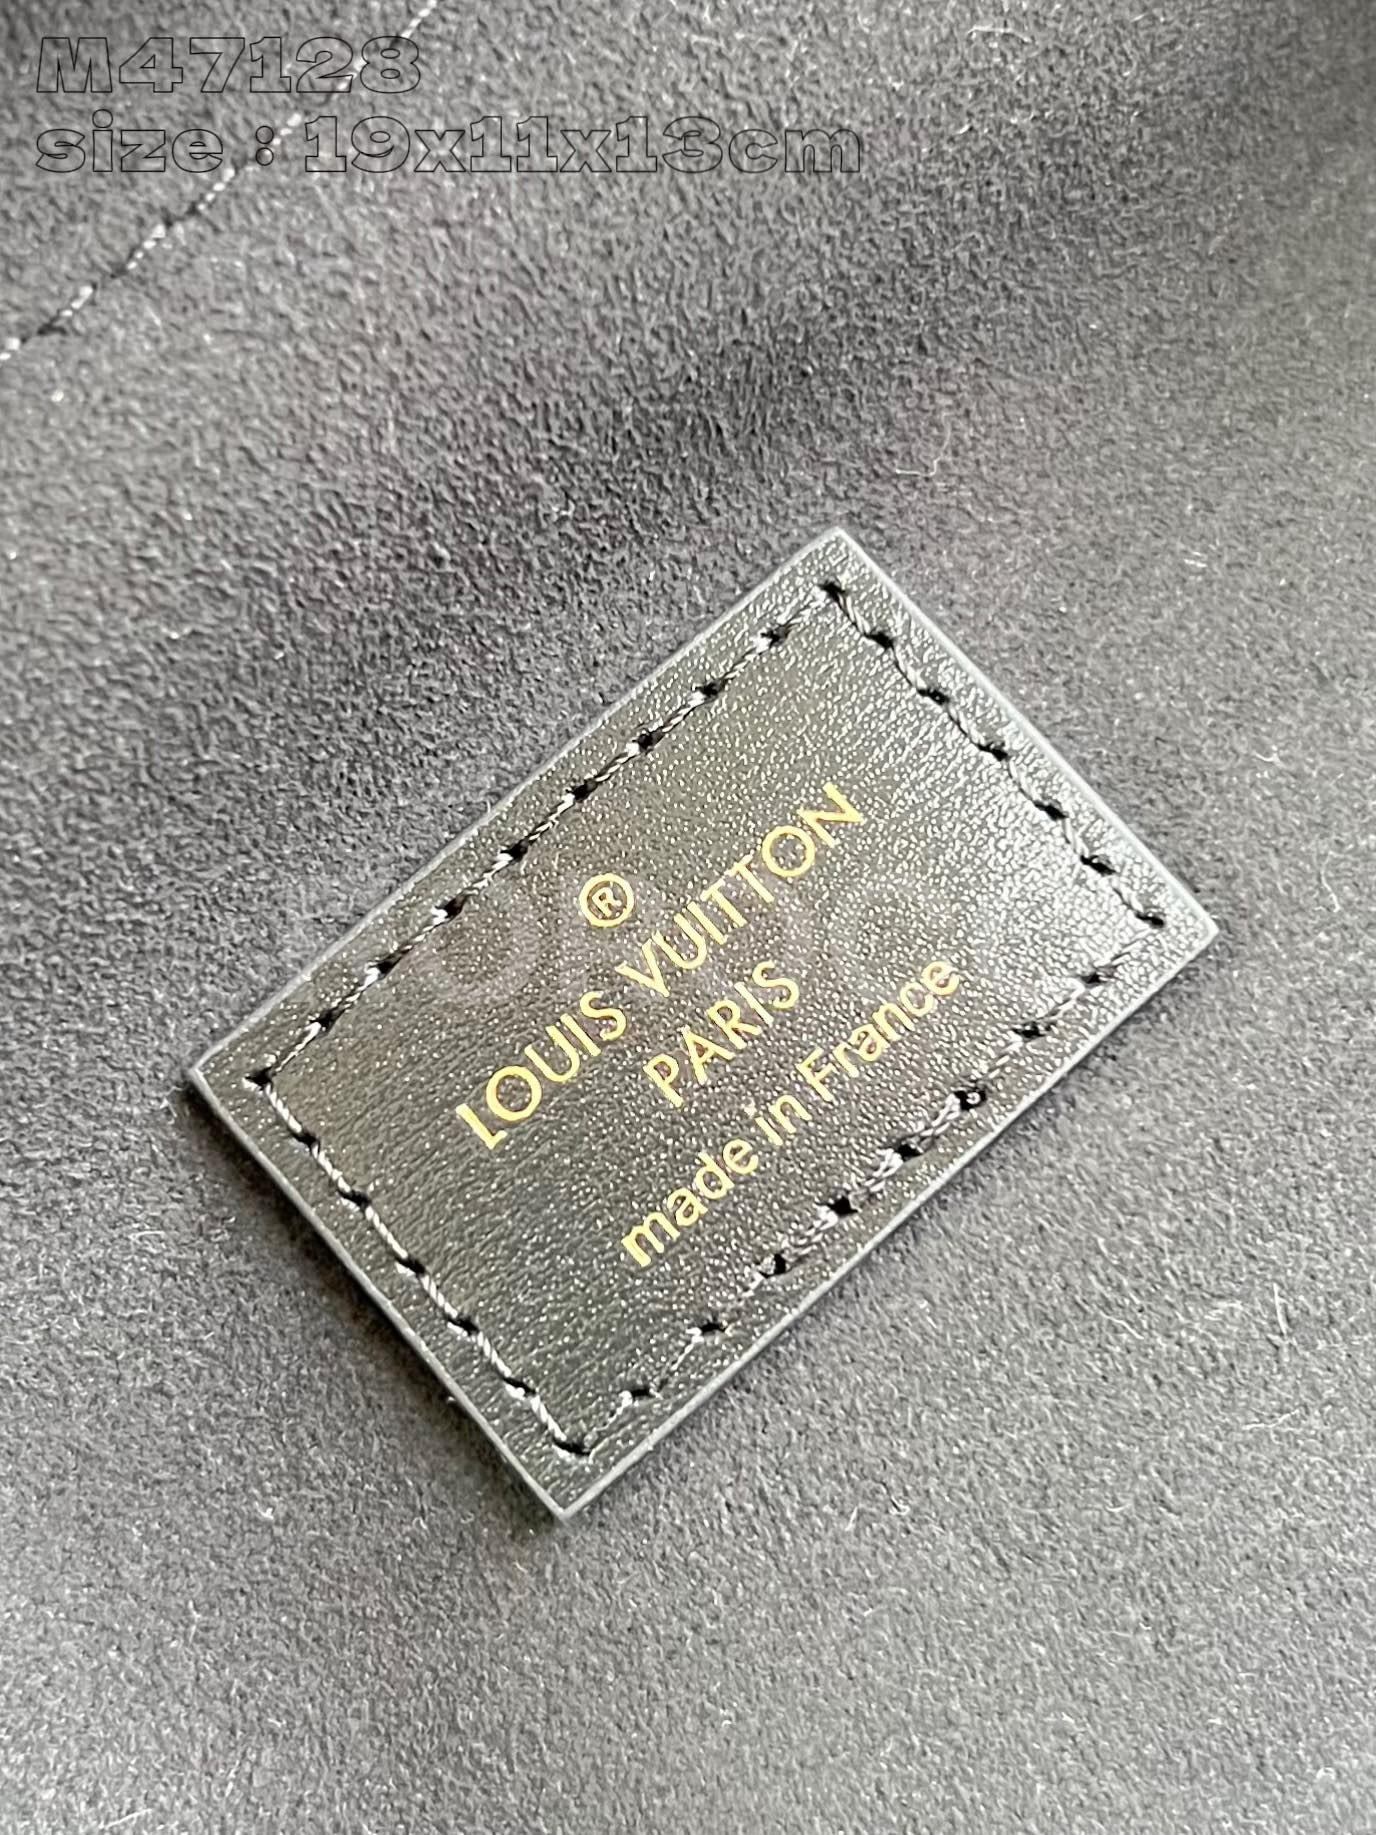 M47128
size : 19x11x13cm
®
LOUIS VUITTON
PARIS
made in France